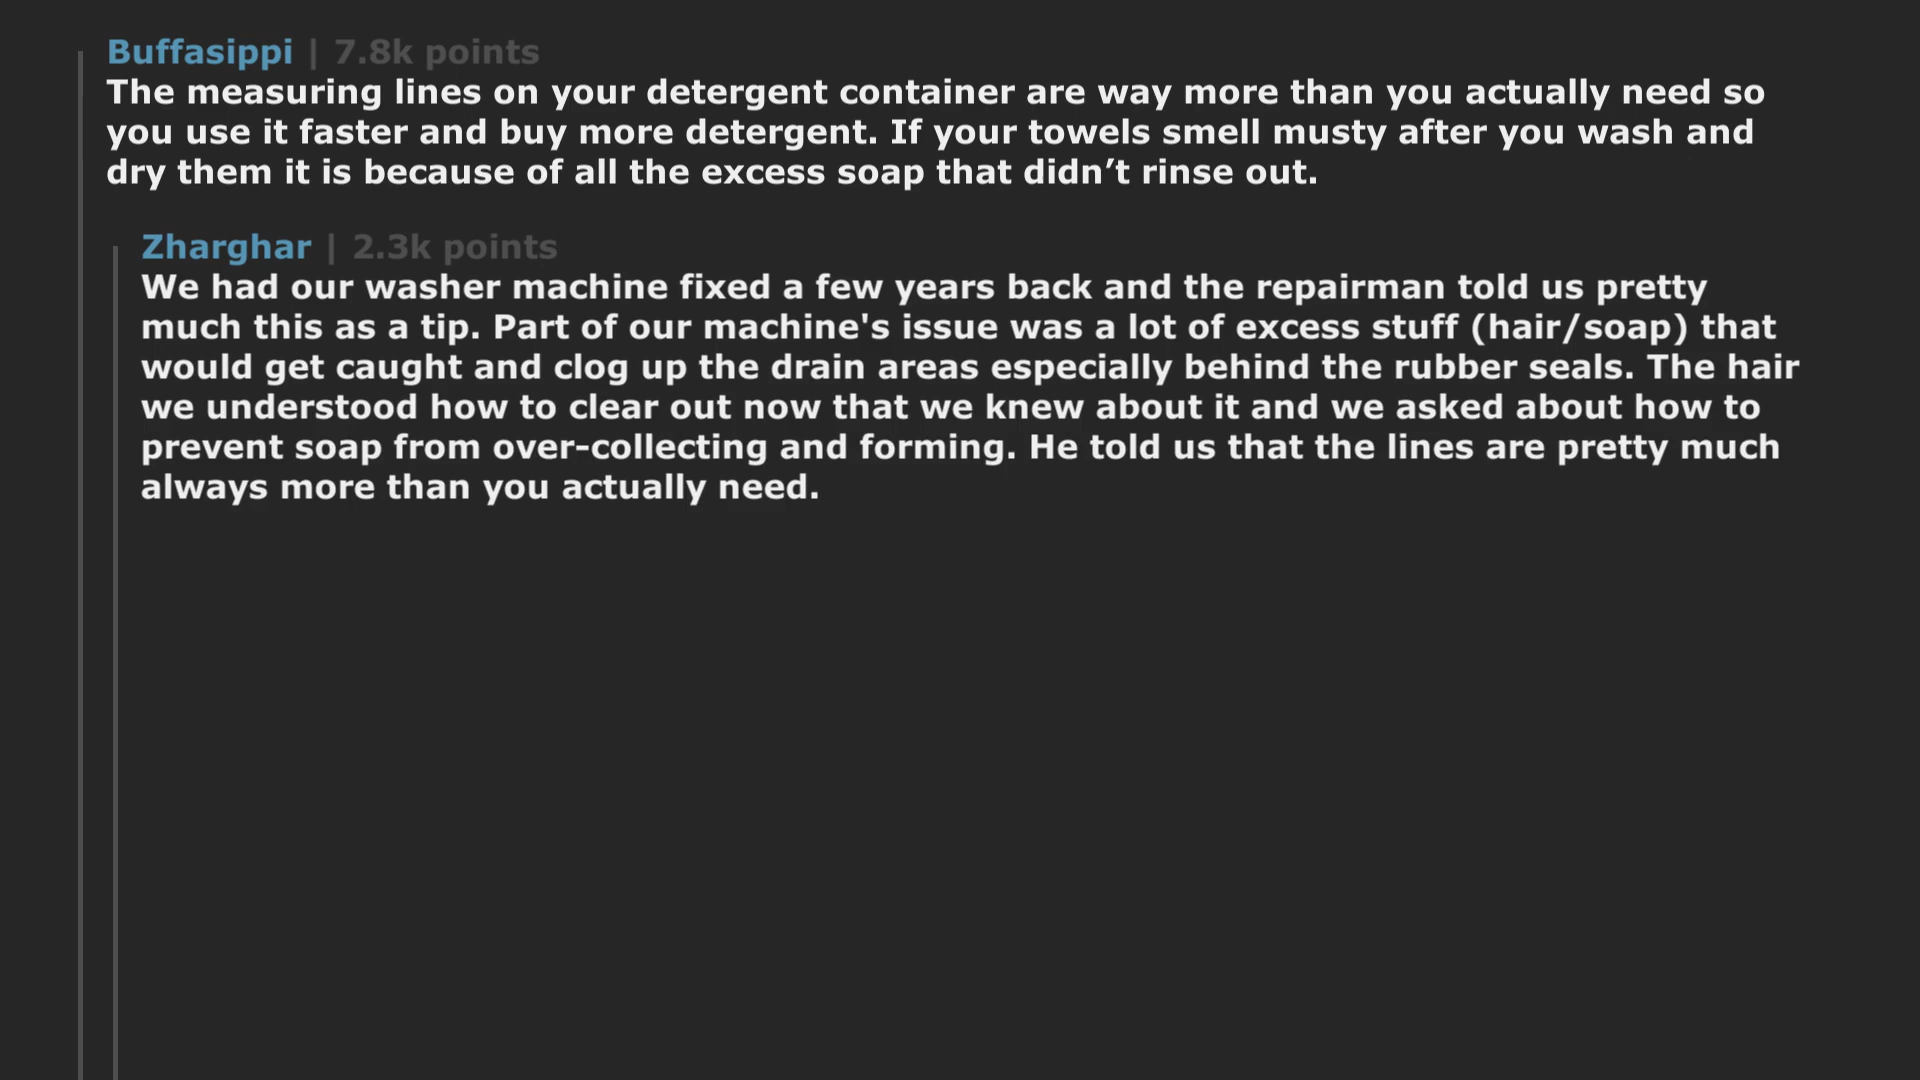 Buffasippi | 7.8k points
The measuring lines on your detergent container are way more than you actually need so
you use it faster and buy more detergent. If your towels smell musty after you wash and
dry them it is because of all the excess soap that didn’t rinse out.
Zharghar | 2.3k points
We had our washer machine fixed a few years back and the repairman told us pretty
much this as a tip. Part of our machine's issue was a lot of excess stuff (hair/soap) that
would get caught and clog up the drain areas especially behind the rubber seals. The hair
we understood how to clear out now that we knew about it and we asked about how to
prevent soap from over-collecting and forming. He told us that the lines are pretty much
always more than you actually need.